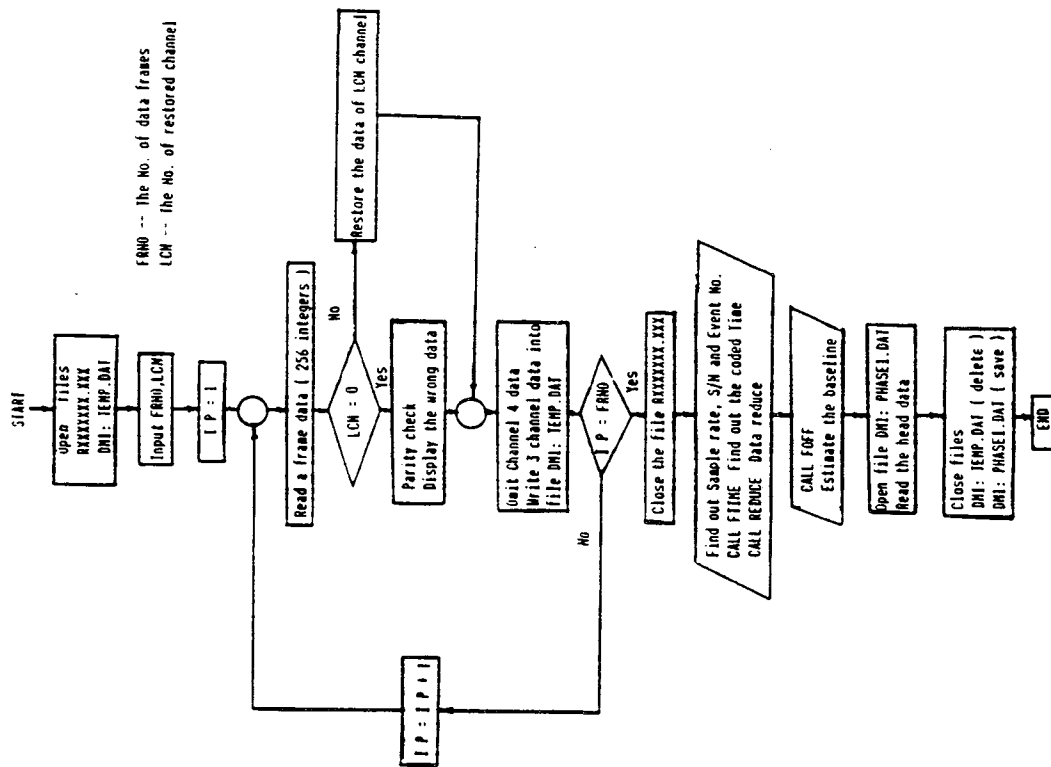 START
Open files
RXXXXXX.XXX
DM1: TEMP.DAT
Input FRNO,LCN
I P = 1
FRNO -- The No. of data frames
LCN -- The No. of restored channel
Read a frame data ( 256 integers )
LCN = 0
No
Restore the data of LCN channel
Yes
Parity check
Display the wrong data
Omit Channel 4 data
Write 3 channel data into
file DM1: TEMP.DAT
I P = FRNO
No
I P = I P + 1
Yes
Close the file RXXXXXXX.XXX
Find out Sample rate, S/N and Event No.
CALL FTIME Find out the coded Time
CALL REDUCE Data reduce
CALL FOFF
Estimate the baseline
Open file DM1: PHASE1.DAT
Read the head data
Close files
DM1: TEMP.DAT ( delete )
DM1: PHASE1.DAT ( save )
END